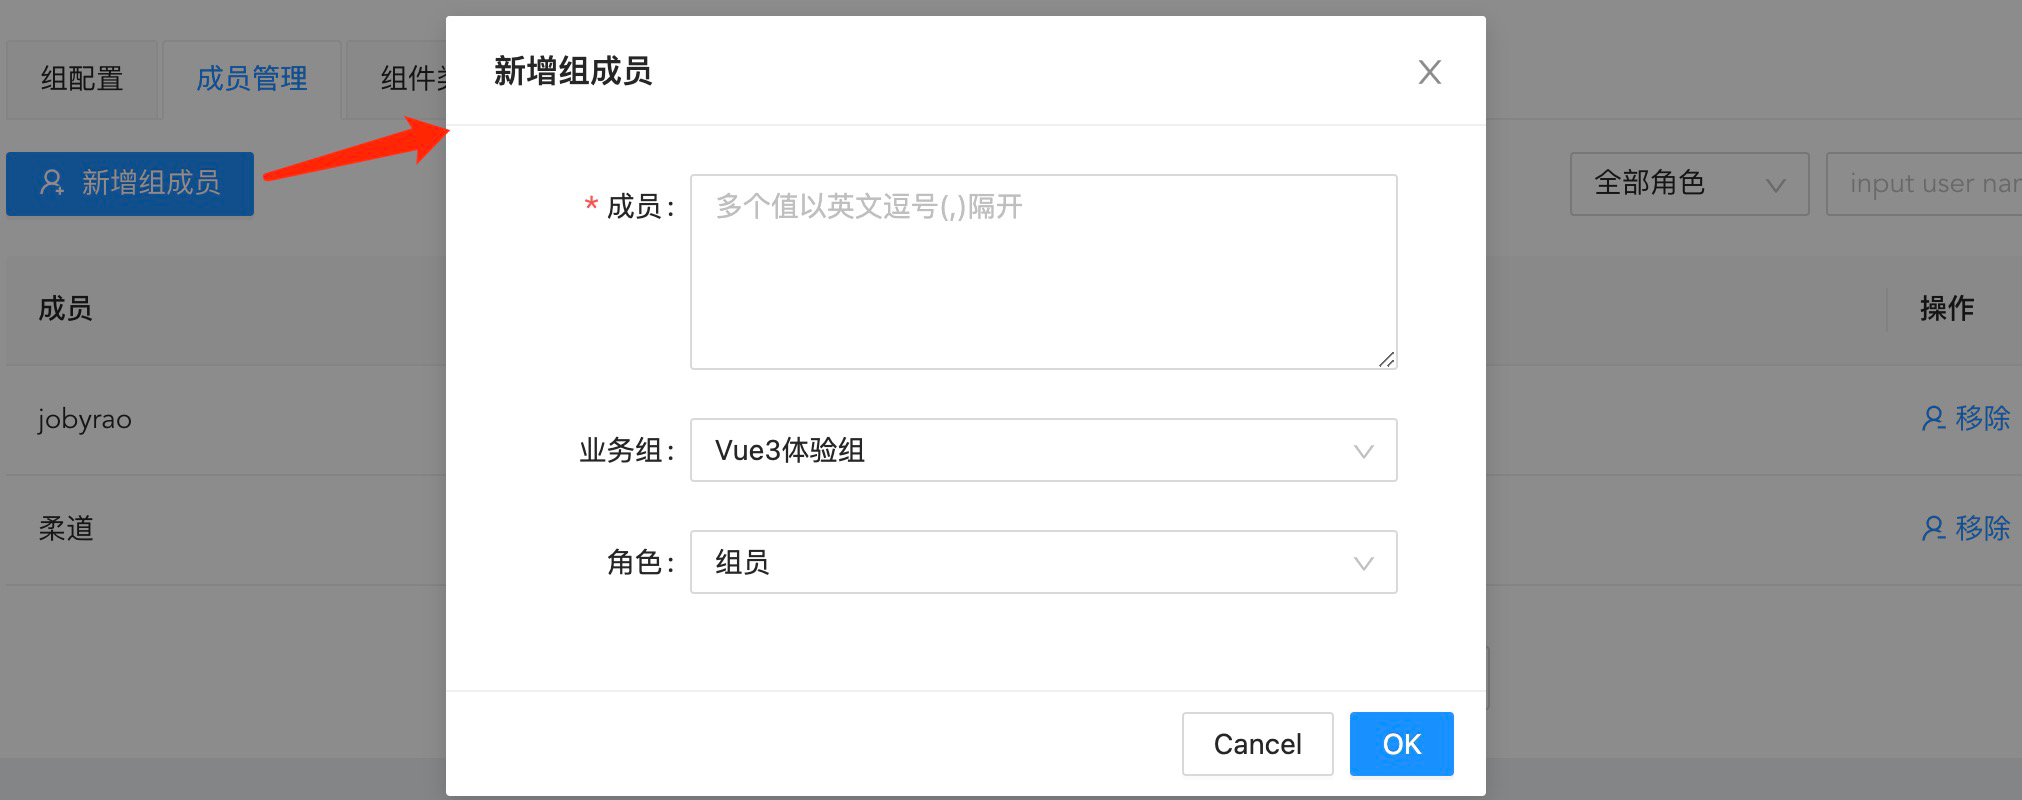 组配置
成员管理
组件
新增组成员
新增组成员
全部角色
input user
* 成员:
多个值以英文逗号(,)隔开
业务组:
Vue3体验组
角色:
组员
成员
操作
jobyrao
移除
柔道
移除
Cancel
OK